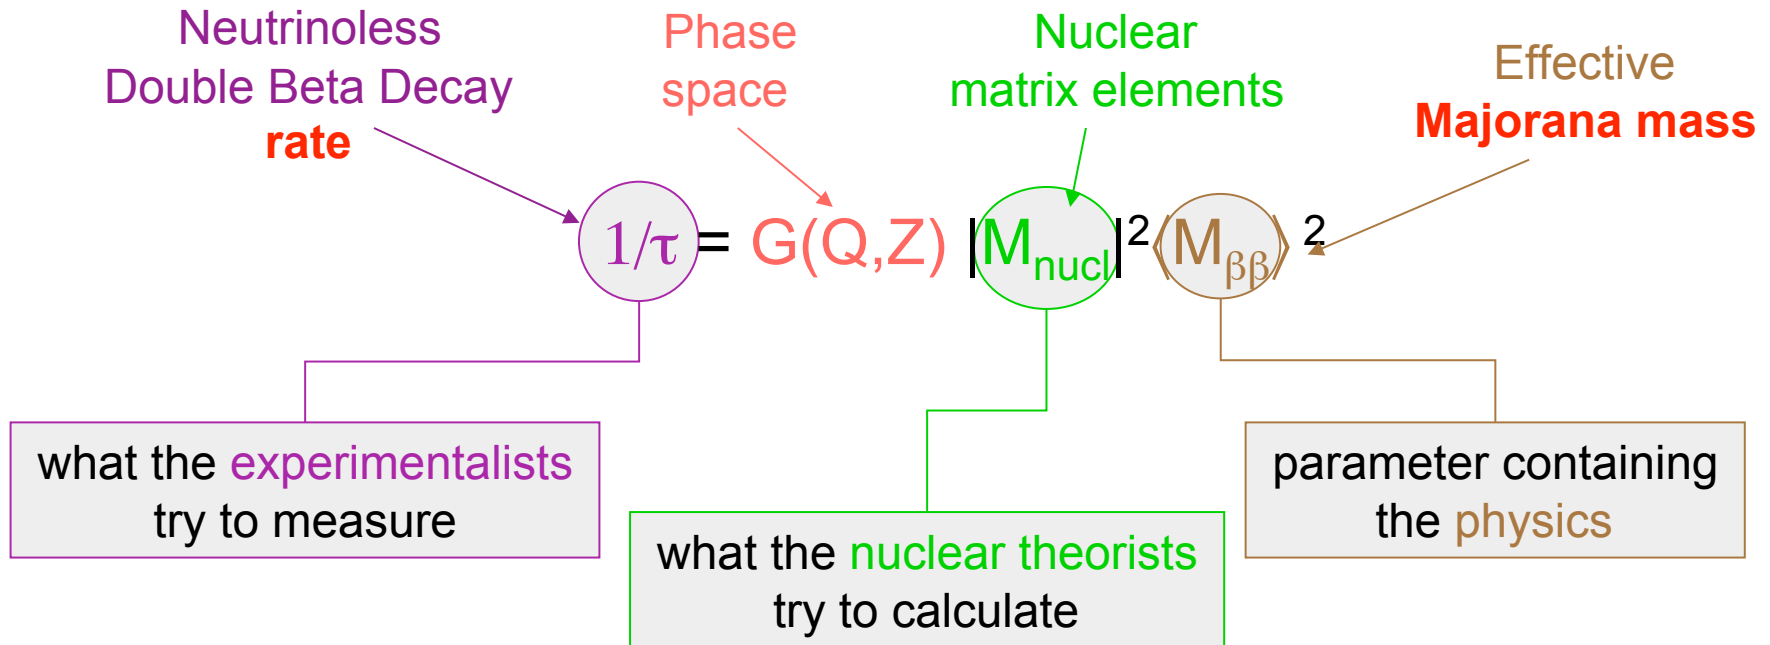 Neutrinoless
Double Beta Decay
rate
Phase
space
Nuclear
matrix elements
Effective
Majorana mass
1/τ = G(Q,Z) |M_nucl|² ⟨M_ββ⟩ ²
what the experimentalists
try to measure
what the nuclear theorists
try to calculate
parameter containing
the physics